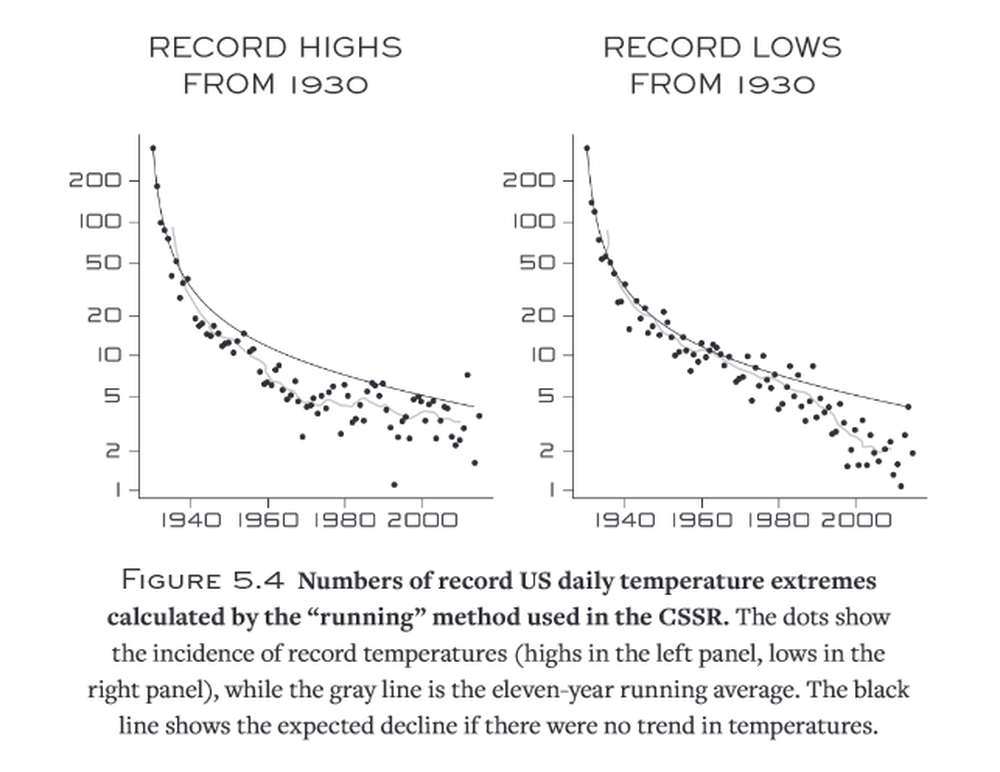 RECORD HIGHS
FROM 1930
RECORD LOWS
FROM 1930
200
100
50
20
10
5
2
1
1940 1960 1980 2000
200
100
50
20
10
5
2
1
1940 1960 1980 2000
FIGURE 5.4 Numbers of record US daily temperature extremes
calculated by the “running” method used in the CSSR. The dots show
the incidence of record temperatures (highs in the left panel, lows in the
right panel), while the gray line is the eleven-year running average. The black
line shows the expected decline if there were no trend in temperatures.